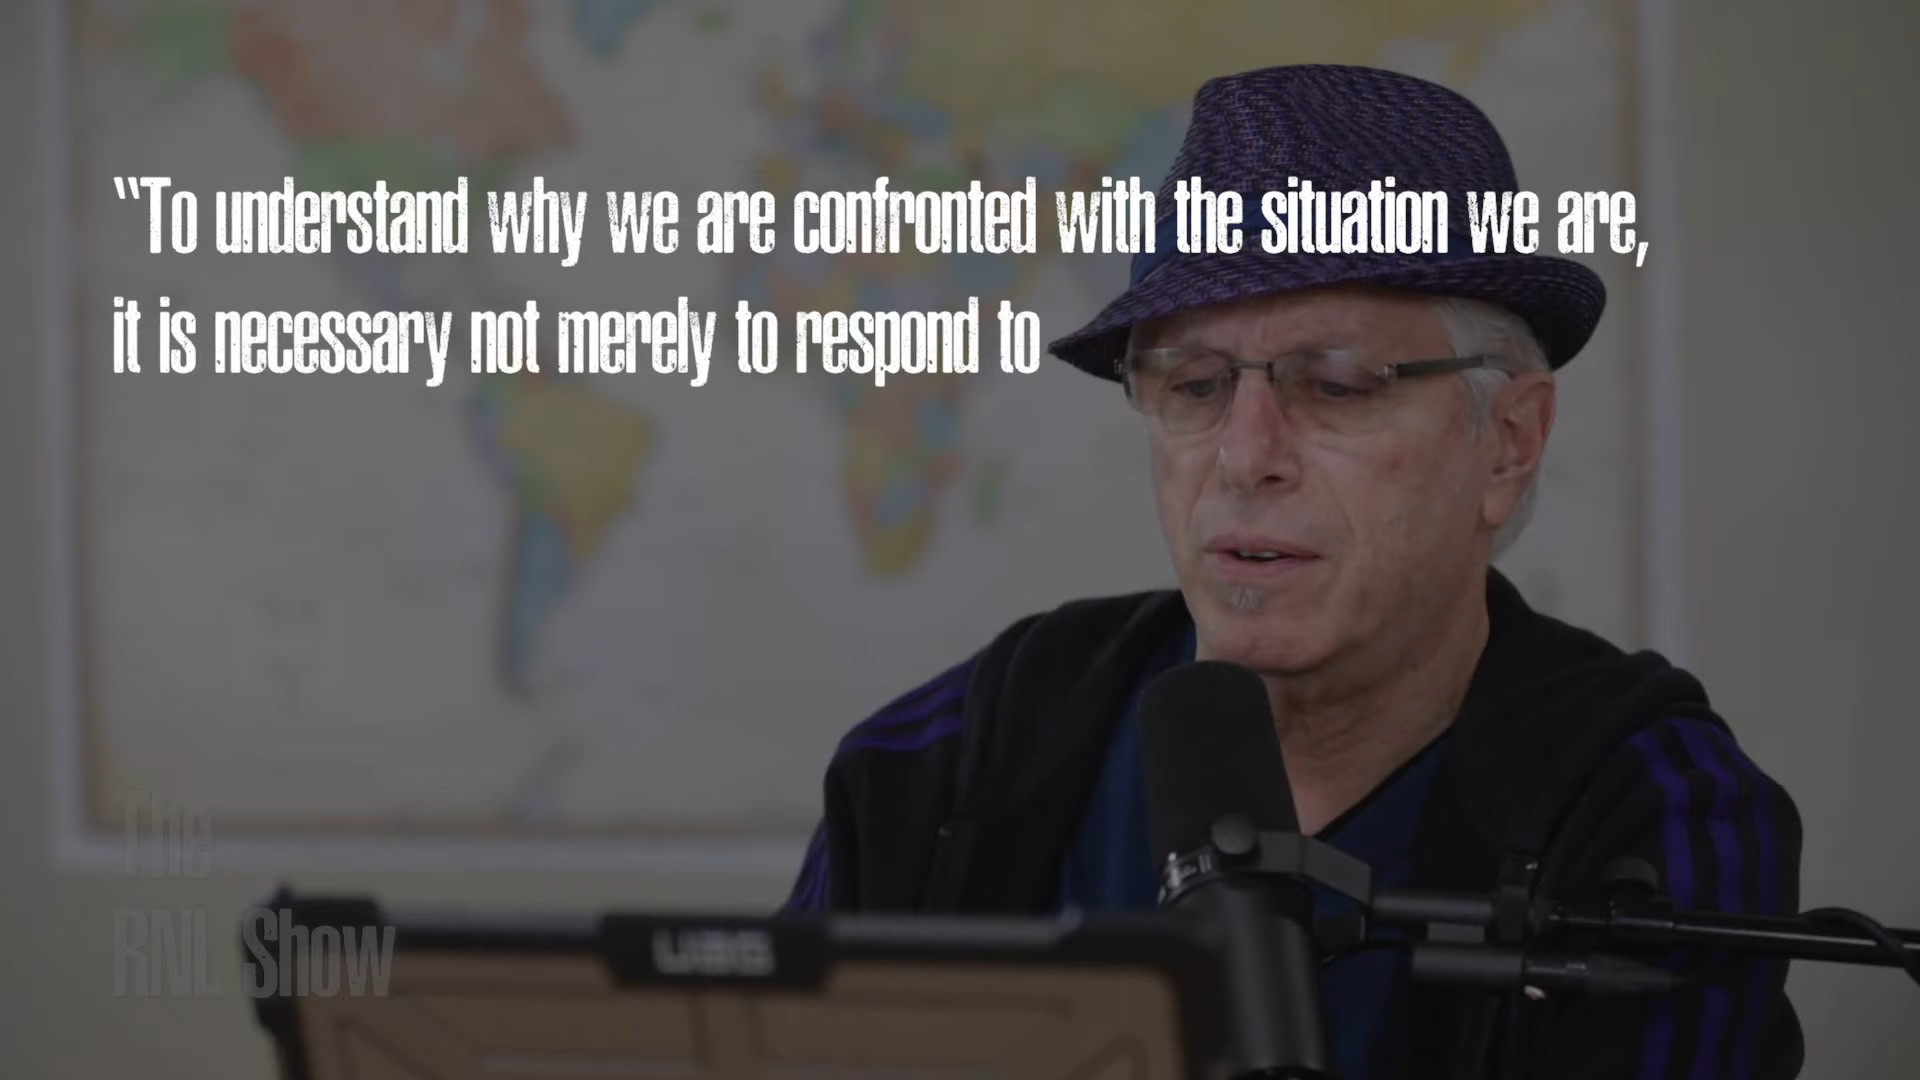 “To understand why we are confronted with the situation we are,
it is necessary not merely to respond to
The
RNL Show
UAG